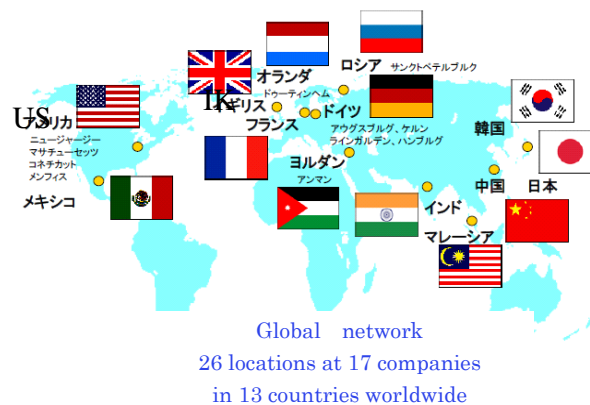 ロシア サンクトペテルブルク
オランダ
ドゥーティンヘム
US
アメリカ
ニュージャージー
マサチューセッツ
コネチカット
メンフィス
メキシコ
イギリス
フランス
ドイツ
アウグスブルグ、ケルン
ラインガルデン、ハンブルグ
ヨルダン
アンマン
韓国
中国
日本
インド
マレーシア
Global network
26 locations at 17 companies
in 13 countries worldwide